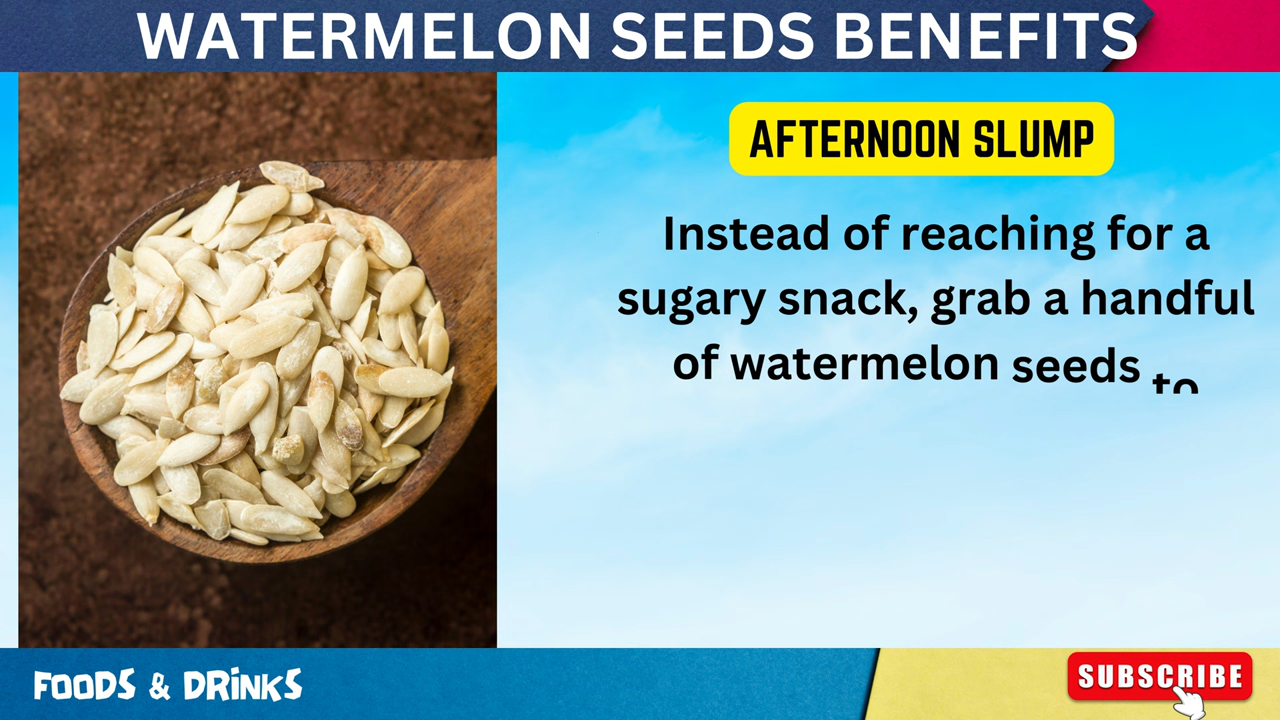 WATERMELON SEEDS BENEFITS
AFTERNOON SLUMP
Instead of reaching for a
sugary snack, grab a handful
of watermelon seeds to
FOODS & DRINKS
SUBSCRIBE